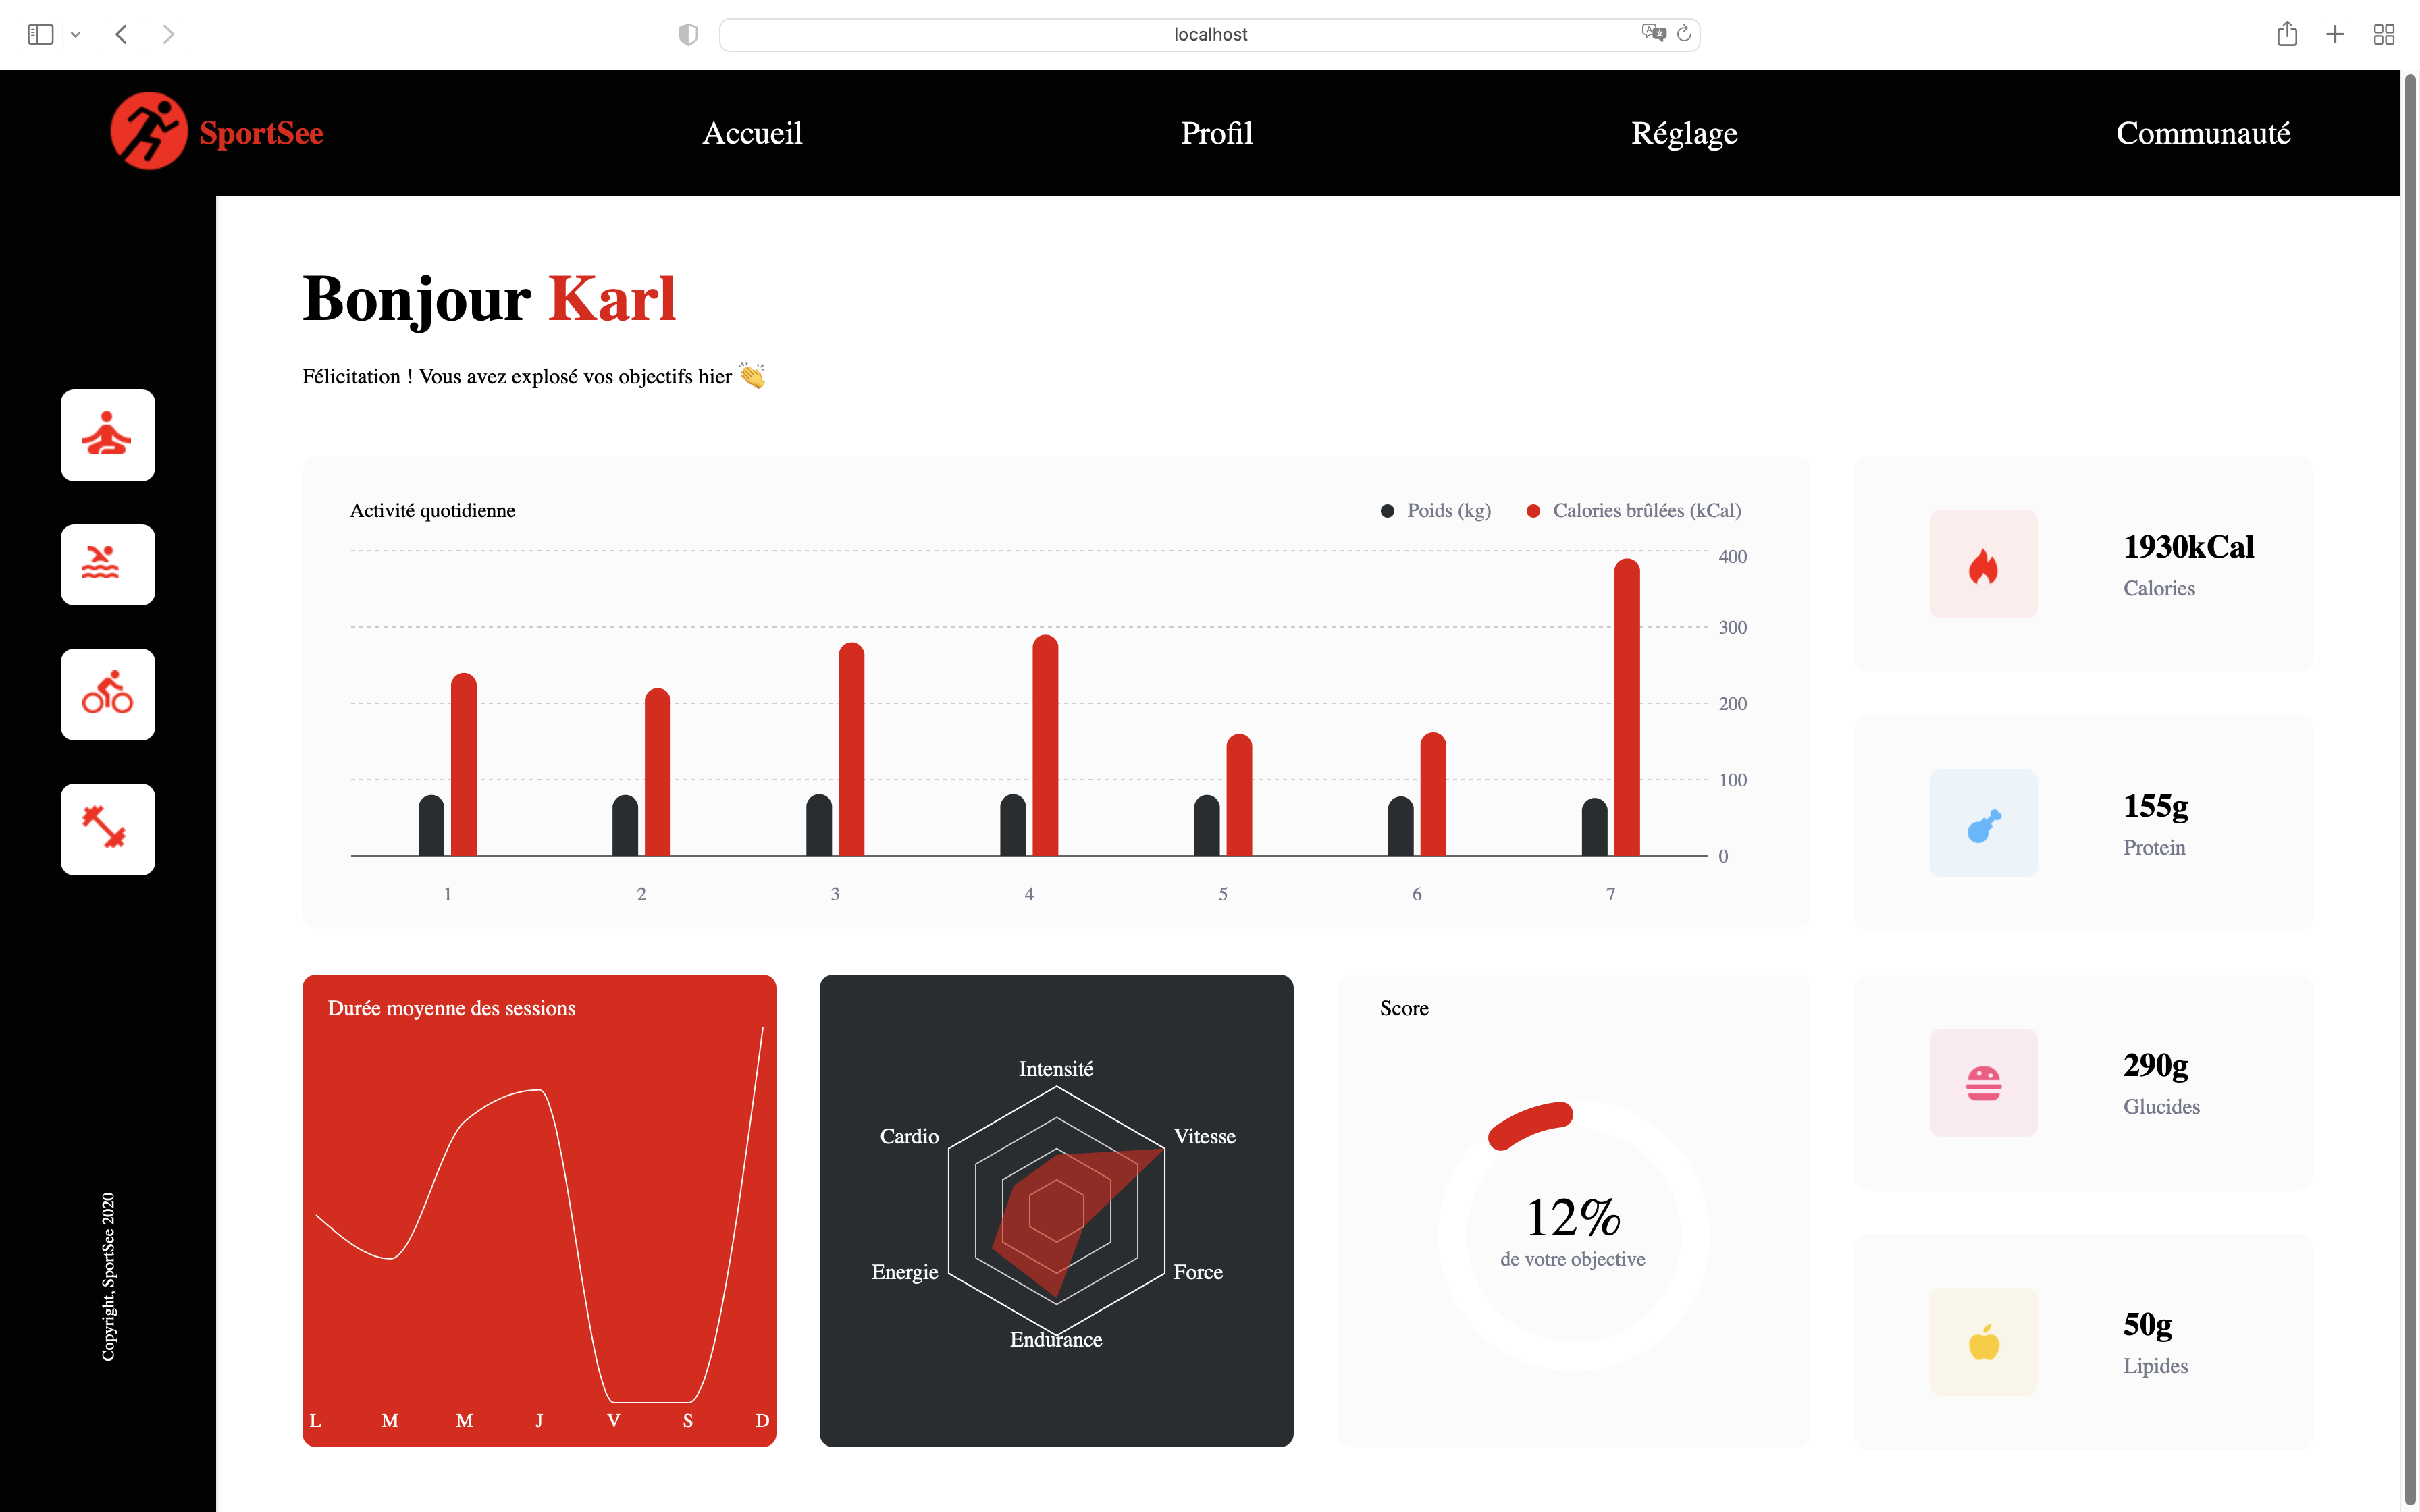 localhost
SportSee
Accueil
Profil
Réglage
Communauté
Bonjour Karl
Félicitation ! Vous avez explosé vos objectifs hier 👏
Activité quotidienne
Poids (kg)
Calories brûlées (kCal)
400
300
200
100
0
1
2
3
4
5
6
7
1930kCal
Calories
155g
Protein
Durée moyenne des sessions
L
M
M
J
V
S
D
Intensité
Vitesse
Force
Endurance
Energie
Cardio
Score
12%
de votre objective
290g
Glucides
50g
Lipides
Copyright, SportSee 2020